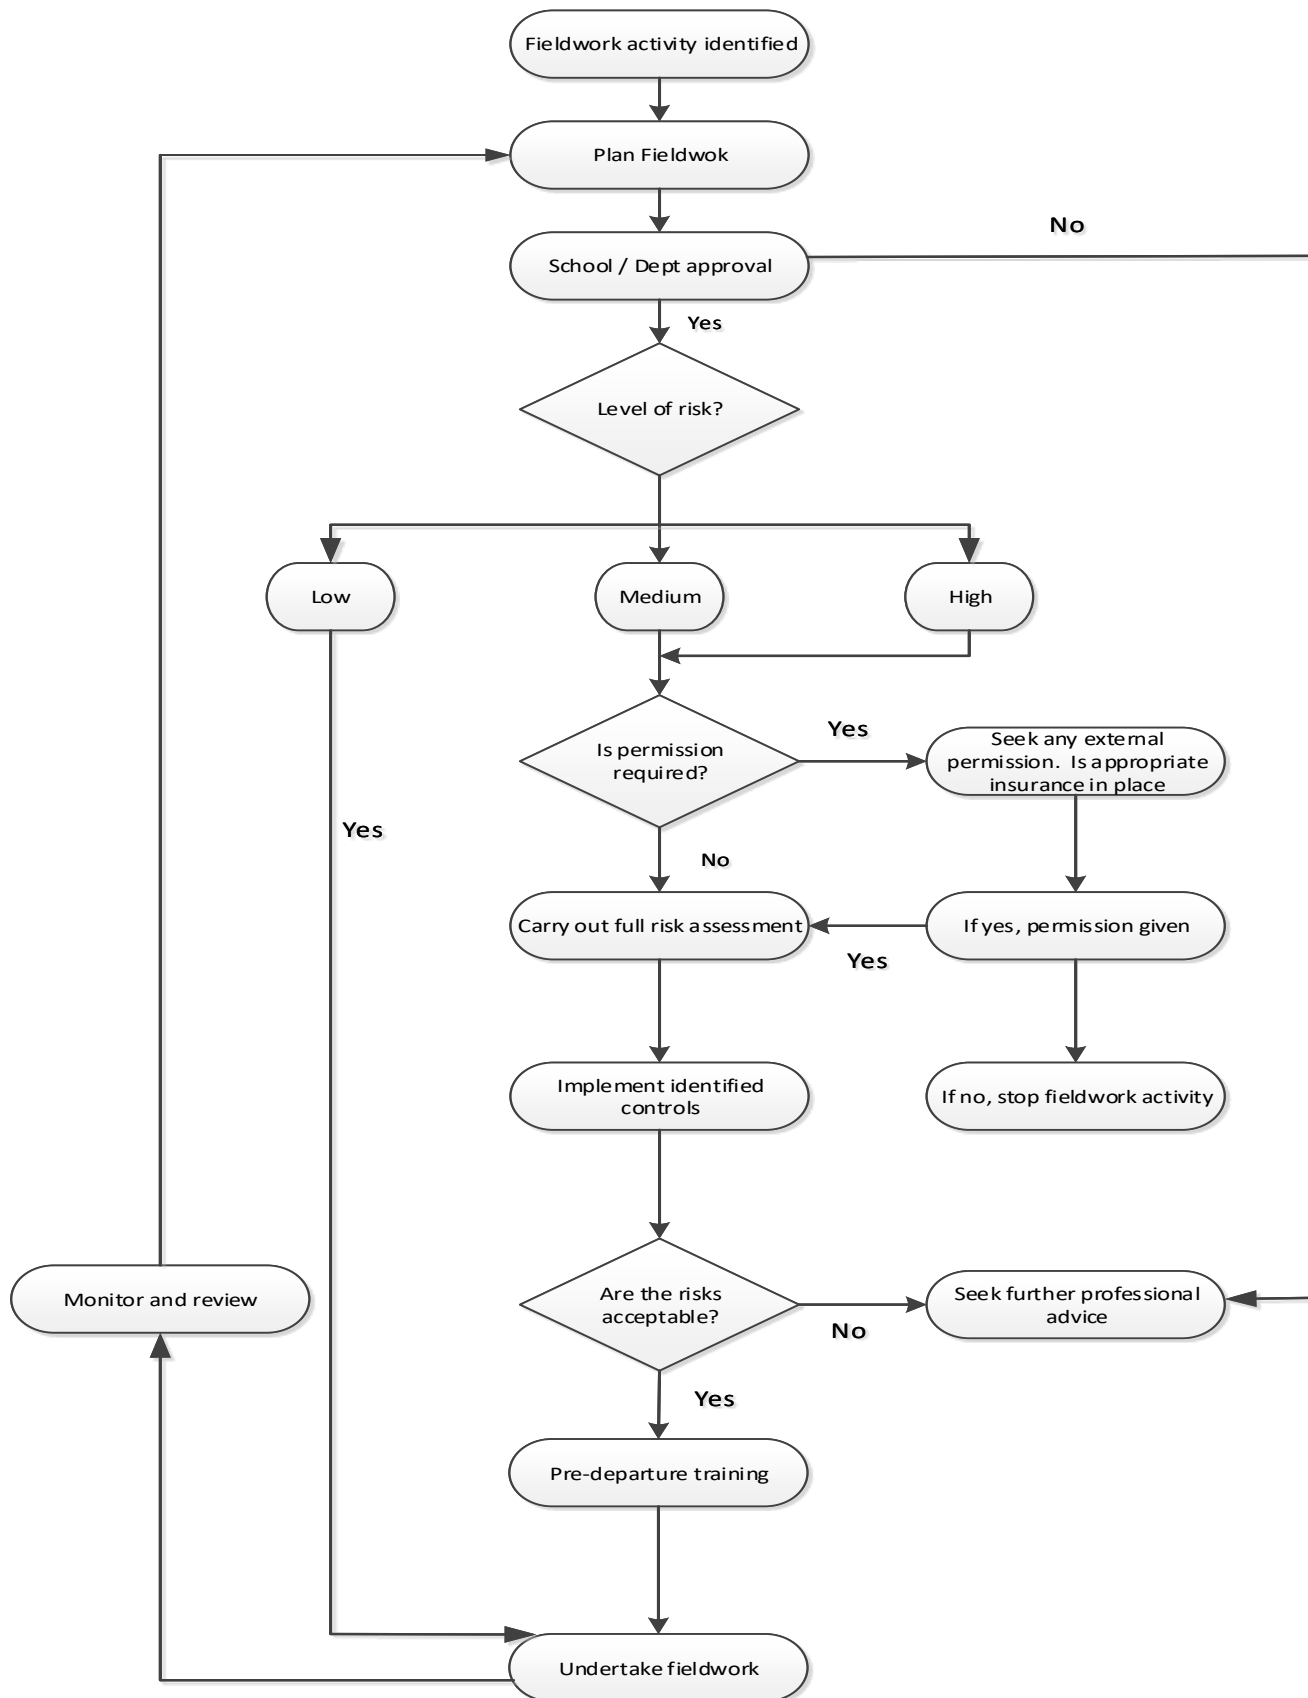 Fieldwork activity identified
Plan Fieldwok
No
School / Dept approval
Yes
Level of risk?
Low
Medium
High
Yes
Is permission
required?
Seek any external
permission.  Is appropriate
insurance in place
Yes
No
Carry out full risk assessment
If yes, permission given
Yes
Implement identified
controls
If no, stop fieldwork activity
Monitor and review
Are the risks
acceptable?
Seek further professional
advice
No
Yes
Pre-departure training
Undertake fieldwork